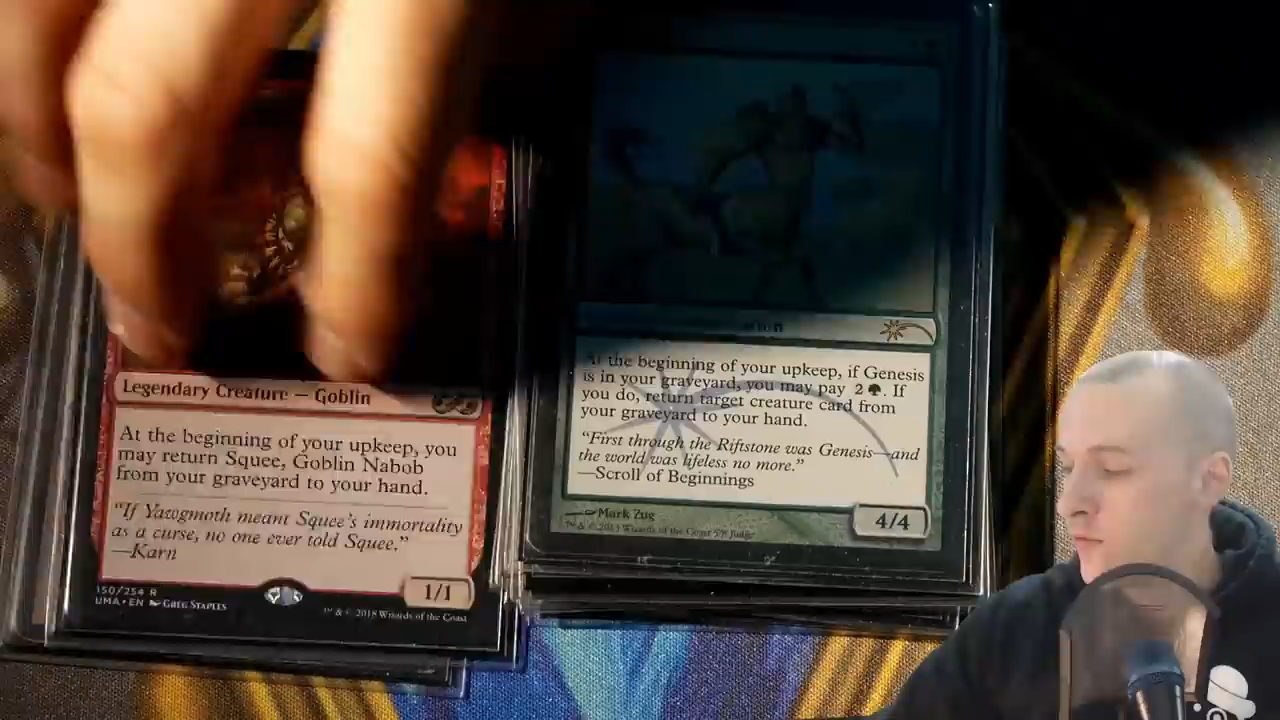 Legendary Creature — Goblin
At the beginning of your upkeep, you
may return Squee, Goblin Nabob
from your graveyard to your hand.
"If Yawgmoth meant Squee's immortality
as a curse, no one ever told Squee."
—Karn
1/1
150/254 R
UMA • EN Greg Staples
™ & © 2018 Wizards of the Coast
At the beginning of your upkeep, if Genesis
is in your graveyard, you may pay 2. If
you do, return target creature card from
your graveyard to your hand.
"First through the Riftstone was Genesis—and
the world was lifeless no more."
—Scroll of Beginnings
Mark Zug
4/4
Wizards of the Coast
Judge